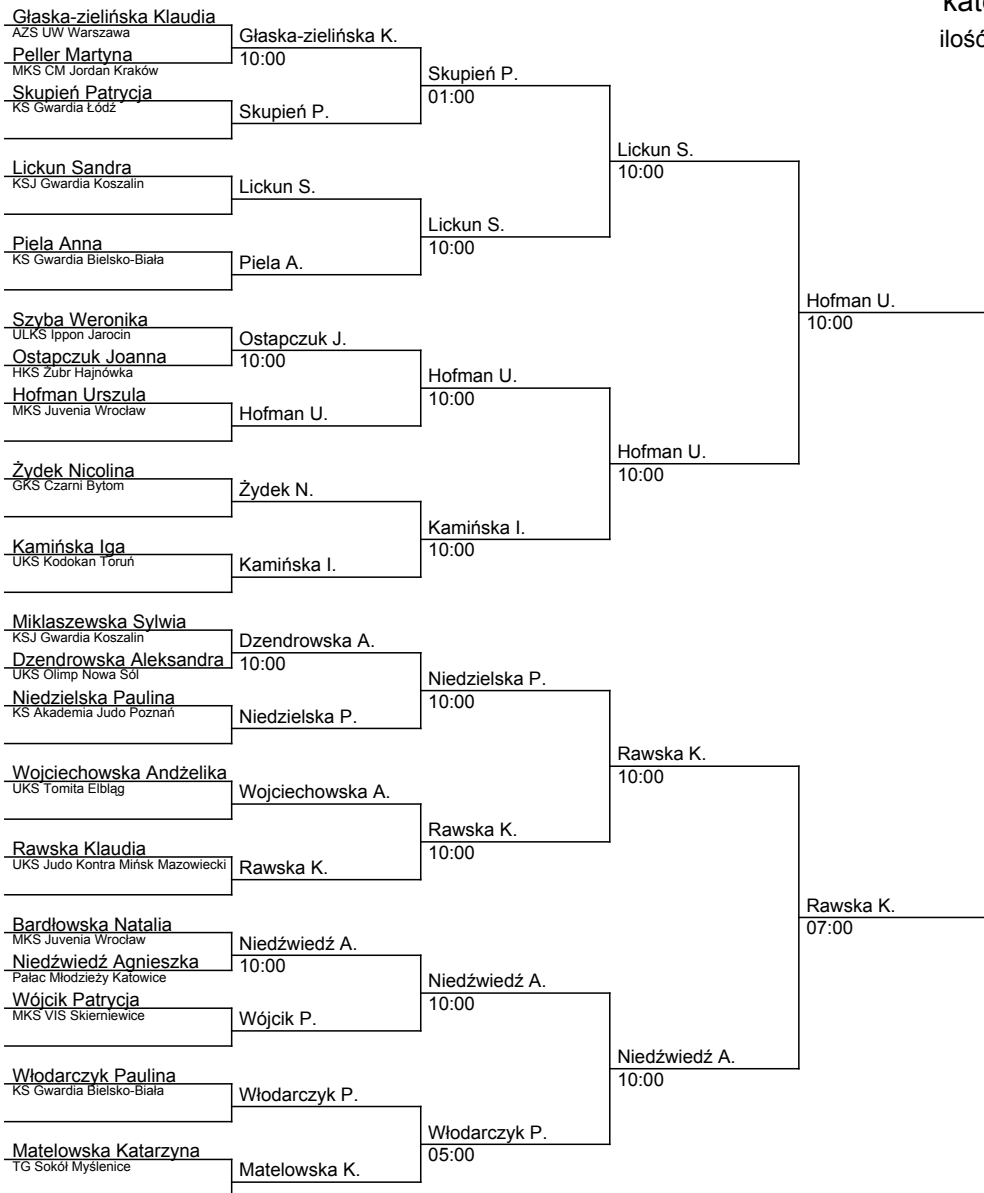 kat
ilość
Głaska-zielińska Klaudia
AZS UW Warszawa
Peller Martyna
MKS CM Jordan Kraków
Skupień Patrycja
KS Gwardia Łódź
Lickun Sandra
KSJ Gwardia Koszalin
Piela Anna
KS Gwardia Bielsko-Biała
Szyba Weronika
ULKS Ippon Jarocin
Ostapczuk Joanna
HKS Żubr Hajnówka
Hofman Urszula
MKS Juvenia Wrocław
Żydek Nicolina
GKS Czarni Bytom
Kamińska Iga
UKS Kodokan Toruń
Miklaszewska Sylwia
KSJ Gwardia Koszalin
Dzendrowska Aleksandra
UKS Olimp Nowa Sól
Niedzielska Paulina
KS Akademia Judo Poznań
Wojciechowska Andżelika
UKS Tomita Elbląg
Rawska Klaudia
UKS Judo Kontra Mińsk Mazowiecki
Bardłowska Natalia
MKS Juvenia Wrocław
Niedźwiedź Agnieszka
Pałac Młodzieży Katowice
Wójcik Patrycja
MKS VIS Skierniewice
Włodarczyk Paulina
KS Gwardia Bielsko-Biała
Matelowska Katarzyna
TG Sokół Myślenice
Głaska-zielińska K.
10:00
Skupień P.
Lickun S.
Piela A.
Ostapczuk J.
10:00
Hofman U.
Żydek N.
Kamińska I.
Dzendrowska A.
10:00
Niedzielska P.
Wojciechowska A.
Rawska K.
Niedźwiedź A.
10:00
Wójcik P.
Włodarczyk P.
Matelowska K.
Skupień P.
01:00
Lickun S.
10:00
Hofman U.
10:00
Kamińska I.
10:00
Niedzielska P.
10:00
Rawska K.
10:00
Niedźwiedź A.
10:00
Włodarczyk P.
05:00
Lickun S.
10:00
Hofman U.
10:00
Rawska K.
10:00
Niedźwiedź A.
10:00
Hofman U.
10:00
Rawska K.
07:00